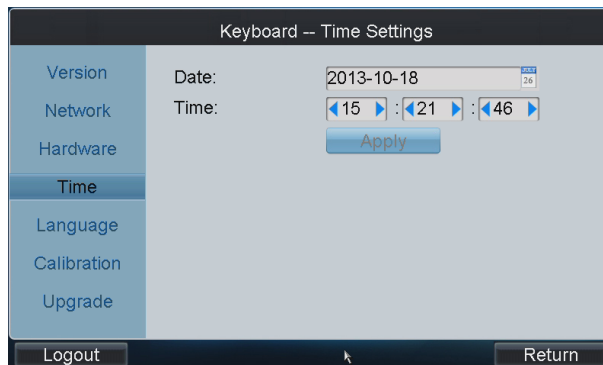 Keyboard -- Time Settings
Version
Network
Hardware
Time
Language
Calibration
Upgrade
Date: 2013-10-18 26
Time: 15 : 21 : 46
Apply
Logout
Return